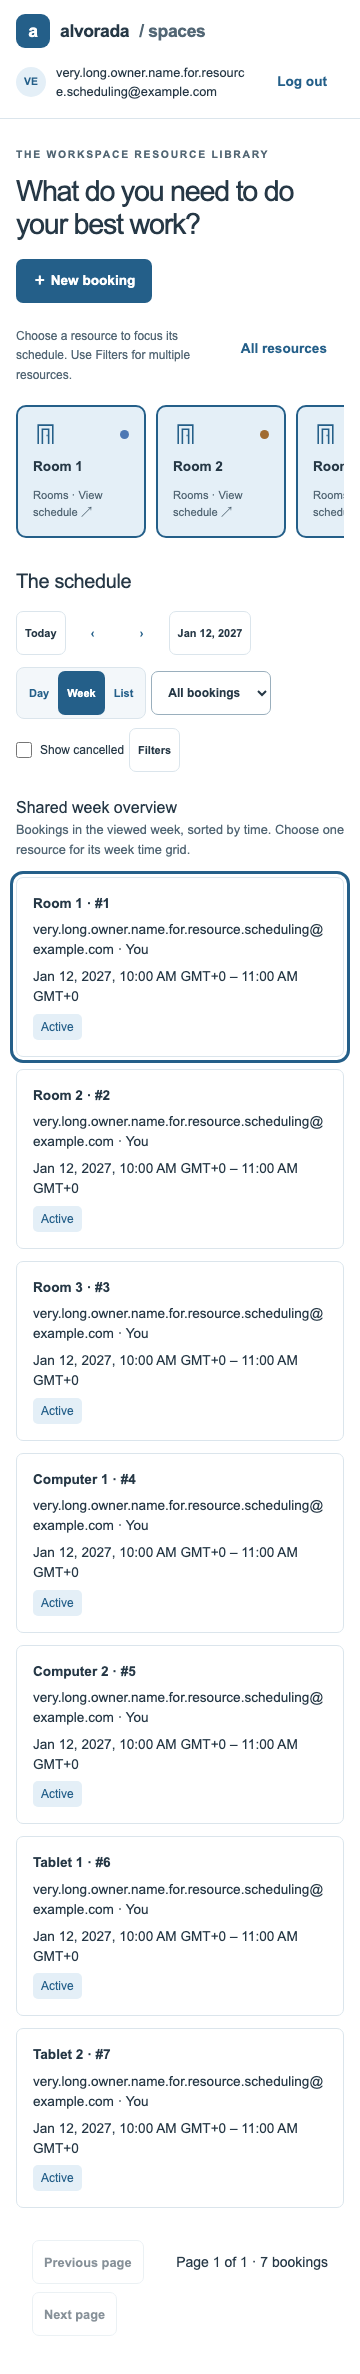 a alvorada / spaces
VE very.long.owner.name.for.resourc
e.scheduling@example.com
Log out
THE WORKSPACE RESOURCE LIBRARY
What do you need to do
your best work?
+ New booking
Choose a resource to focus its
schedule. Use Filters for multiple
resources.
All resources
Room 1
Rooms · View
schedule ↗
Room 2
Rooms · View
schedule ↗
The schedule
Today ‹ › Jan 12, 2027
Day Week List All bookings
Show cancelled Filters
Shared week overview
Bookings in the viewed week, sorted by time. Choose one
resource for its week time grid.
Room 1 · #1
very.long.owner.name.for.resource.scheduling@
example.com · You
Jan 12, 2027, 10:00 AM GMT+0 – 11:00 AM
GMT+0
Active
Room 2 · #2
very.long.owner.name.for.resource.scheduling@
example.com · You
Jan 12, 2027, 10:00 AM GMT+0 – 11:00 AM
GMT+0
Active
Room 3 · #3
very.long.owner.name.for.resource.scheduling@
example.com · You
Jan 12, 2027, 10:00 AM GMT+0 – 11:00 AM
GMT+0
Active
Computer 1 · #4
very.long.owner.name.for.resource.scheduling@
example.com · You
Jan 12, 2027, 10:00 AM GMT+0 – 11:00 AM
GMT+0
Active
Computer 2 · #5
very.long.owner.name.for.resource.scheduling@
example.com · You
Jan 12, 2027, 10:00 AM GMT+0 – 11:00 AM
GMT+0
Active
Tablet 1 · #6
very.long.owner.name.for.resource.scheduling@
example.com · You
Jan 12, 2027, 10:00 AM GMT+0 – 11:00 AM
GMT+0
Active
Tablet 2 · #7
very.long.owner.name.for.resource.scheduling@
example.com · You
Jan 12, 2027, 10:00 AM GMT+0 – 11:00 AM
GMT+0
Active
Previous page
Page 1 of 1 · 7 bookings
Next page